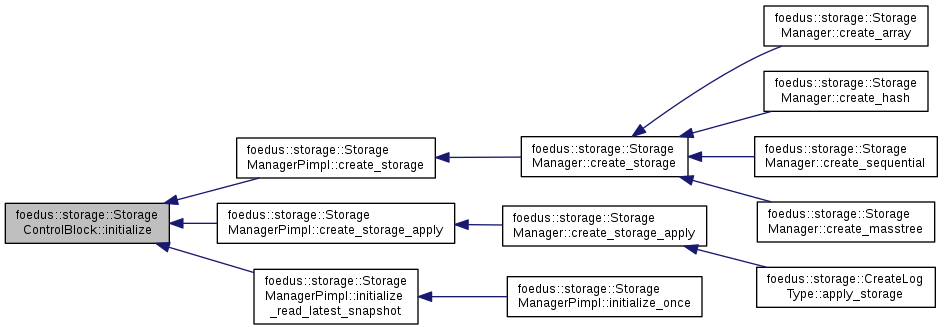 foedus::storage::Storage
ControlBlock::initialize
foedus::storage::Storage
ManagerPimpl::create_storage
foedus::storage::Storage
ManagerPimpl::create_storage_apply
foedus::storage::Storage
ManagerPimpl::initialize
_read_latest_snapshot
foedus::storage::Storage
Manager::create_storage
foedus::storage::Storage
Manager::create_storage_apply
foedus::storage::Storage
ManagerPimpl::initialize_once
foedus::storage::Storage
Manager::create_array
foedus::storage::Storage
Manager::create_hash
foedus::storage::Storage
Manager::create_sequential
foedus::storage::Storage
Manager::create_masstree
foedus::storage::CreateLog
Type::apply_storage